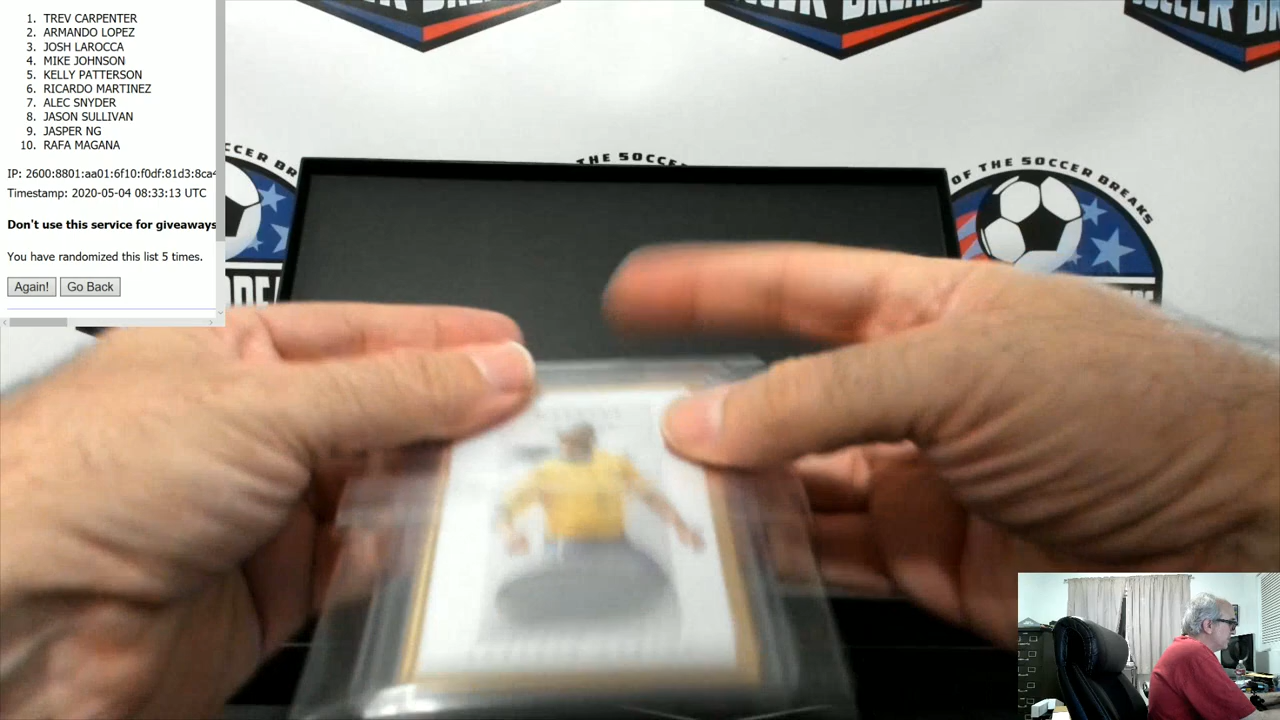 1. TREV CARPENTER
2. ARMANDO LOPEZ
3. JOSH LAROCCA
4. MIKE JOHNSON
5. KELLY PATTERSON
6. RICARDO MARTINEZ
7. ALEC SNYDER
8. JASON SULLIVAN
9. JASPER NG
10. RAFA MAGANA
IP: 2600:8801:aa01:6f10:f0df:81d3:8ca4
Timestamp: 2020-05-04 08:33:13 UTC
Don't use this service for giveaways
You have randomized this list 5 times.
Again! Go Back
THE SOCCER
OF THE SOCCER BREAKS